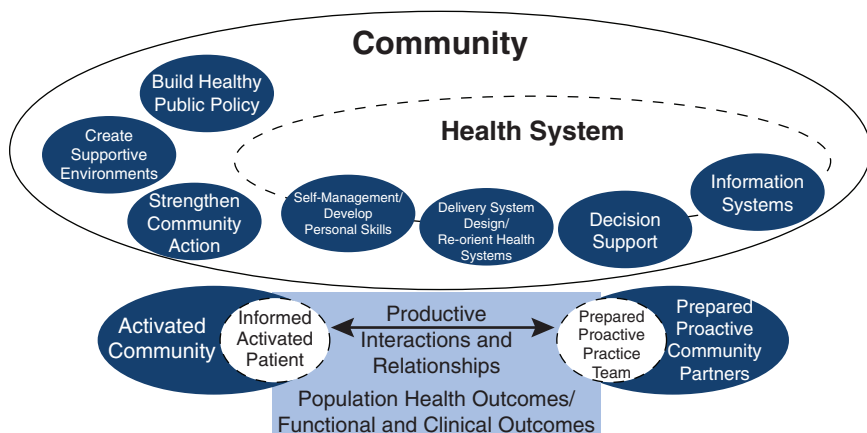 Community
Build Healthy
Public Policy
Health System
Create
Supportive
Environments
Strengthen
Community
Action
Self-Management/
Develop
Personal Skills
Delivery System
Design/
Re-orient Health
Systems
Decision
Support
Information
Systems
Activated
Community
Informed
Activated
Patient
Productive
Interactions and
Relationships
Prepared
Proactive
Practice
Team
Prepared
Proactive
Community
Partners
Population Health Outcomes/
Functional and Clinical Outcomes